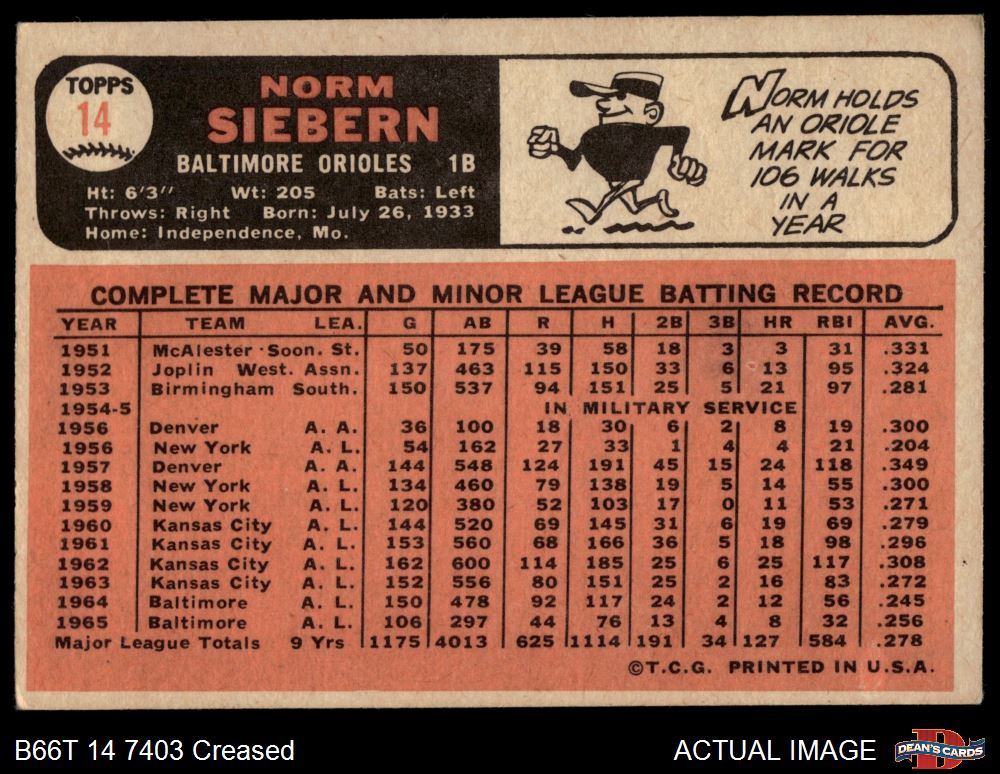 TOPPS
14
NORM
SIEBERN
BALTIMORE ORIOLES 1B
Ht: 6'3" Wt: 205 Bats: Left
Throws: Right Born: July 26, 1933
Home: Independence, Mo.
NORM HOLDS
AN ORIOLE
MARK FOR
106 WALKS
IN A
YEAR
COMPLETE MAJOR AND MINOR LEAGUE BATTING RECORD
YEAR TEAM LEA. G AB R H 2B 3B HR RBI AVG.
1951 McAlester Soon. St. 50 175 39 58 18 3 3 31 .331
1952 Joplin West. Assn. 137 463 115 150 33 6 13 95 .324
1953 Birmingham South. 150 537 94 151 25 5 21 97 .281
1954-5 IN MILITARY SERVICE
1956 Denver A. A. 36 100 18 30 6 2 8 19 .300
1956 New York A. L. 54 162 27 33 1 4 4 21 .204
1957 Denver A. A. 144 548 124 191 45 15 24 118 .349
1958 New York A. L. 134 460 79 138 19 5 14 55 .300
1959 New York A. L. 120 380 52 103 17 0 11 53 .271
1960 Kansas City A. L. 144 520 69 145 31 6 19 69 .279
1961 Kansas City A. L. 153 560 68 166 36 5 18 98 .296
1962 Kansas City A. L. 162 600 114 185 25 6 25 117 .308
1963 Kansas City A. L. 152 556 80 151 25 2 16 83 .272
1964 Baltimore A. L. 150 478 92 117 24 2 12 56 .245
1965 Baltimore A. L. 106 297 44 76 13 4 8 32 .256
Major League Totals 9 Yrs 1175 4013 625 1114 191 34 127 584 .278
©T.C.G. PRINTED IN U.S.A.
B66T 14 7403 Creased
ACTUAL IMAGE
DEAN'S CARDS